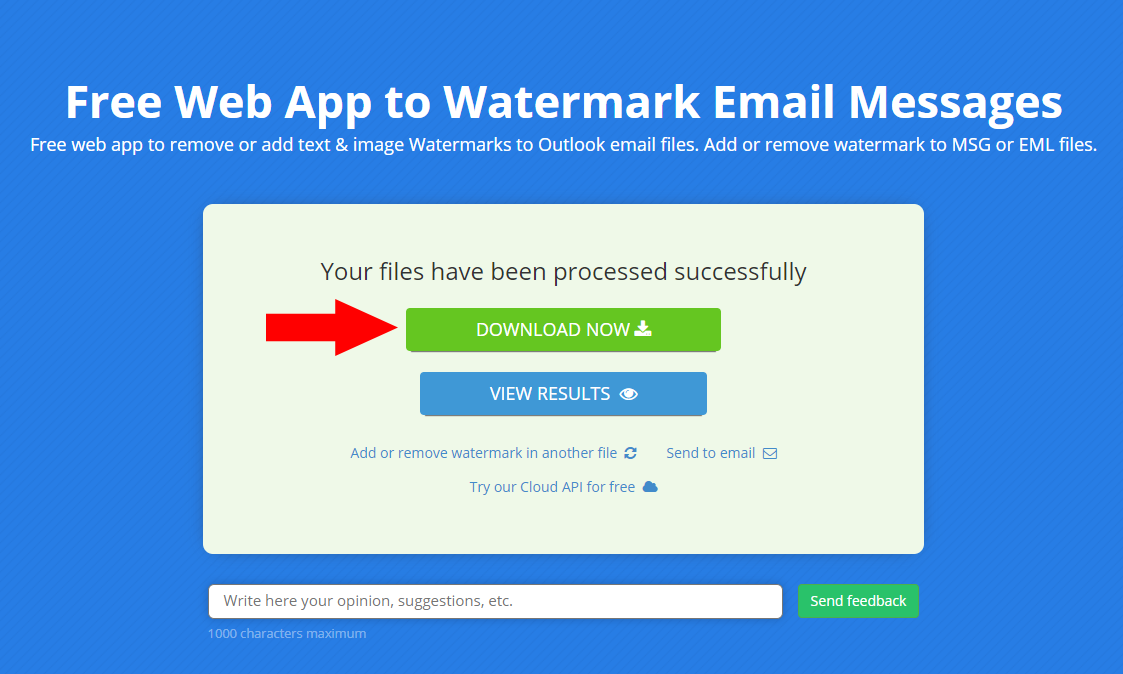 Free Web App to Watermark Email Messages
Free web app to remove or add text & image Watermarks to Outlook email files. Add or remove watermark to MSG or EML files.
Your files have been processed successfully
DOWNLOAD NOW
VIEW RESULTS
Add or remove watermark in another file Send to email
Try our Cloud API for free
Write here your opinion, suggestions, etc. Send feedback
1000 characters maximum